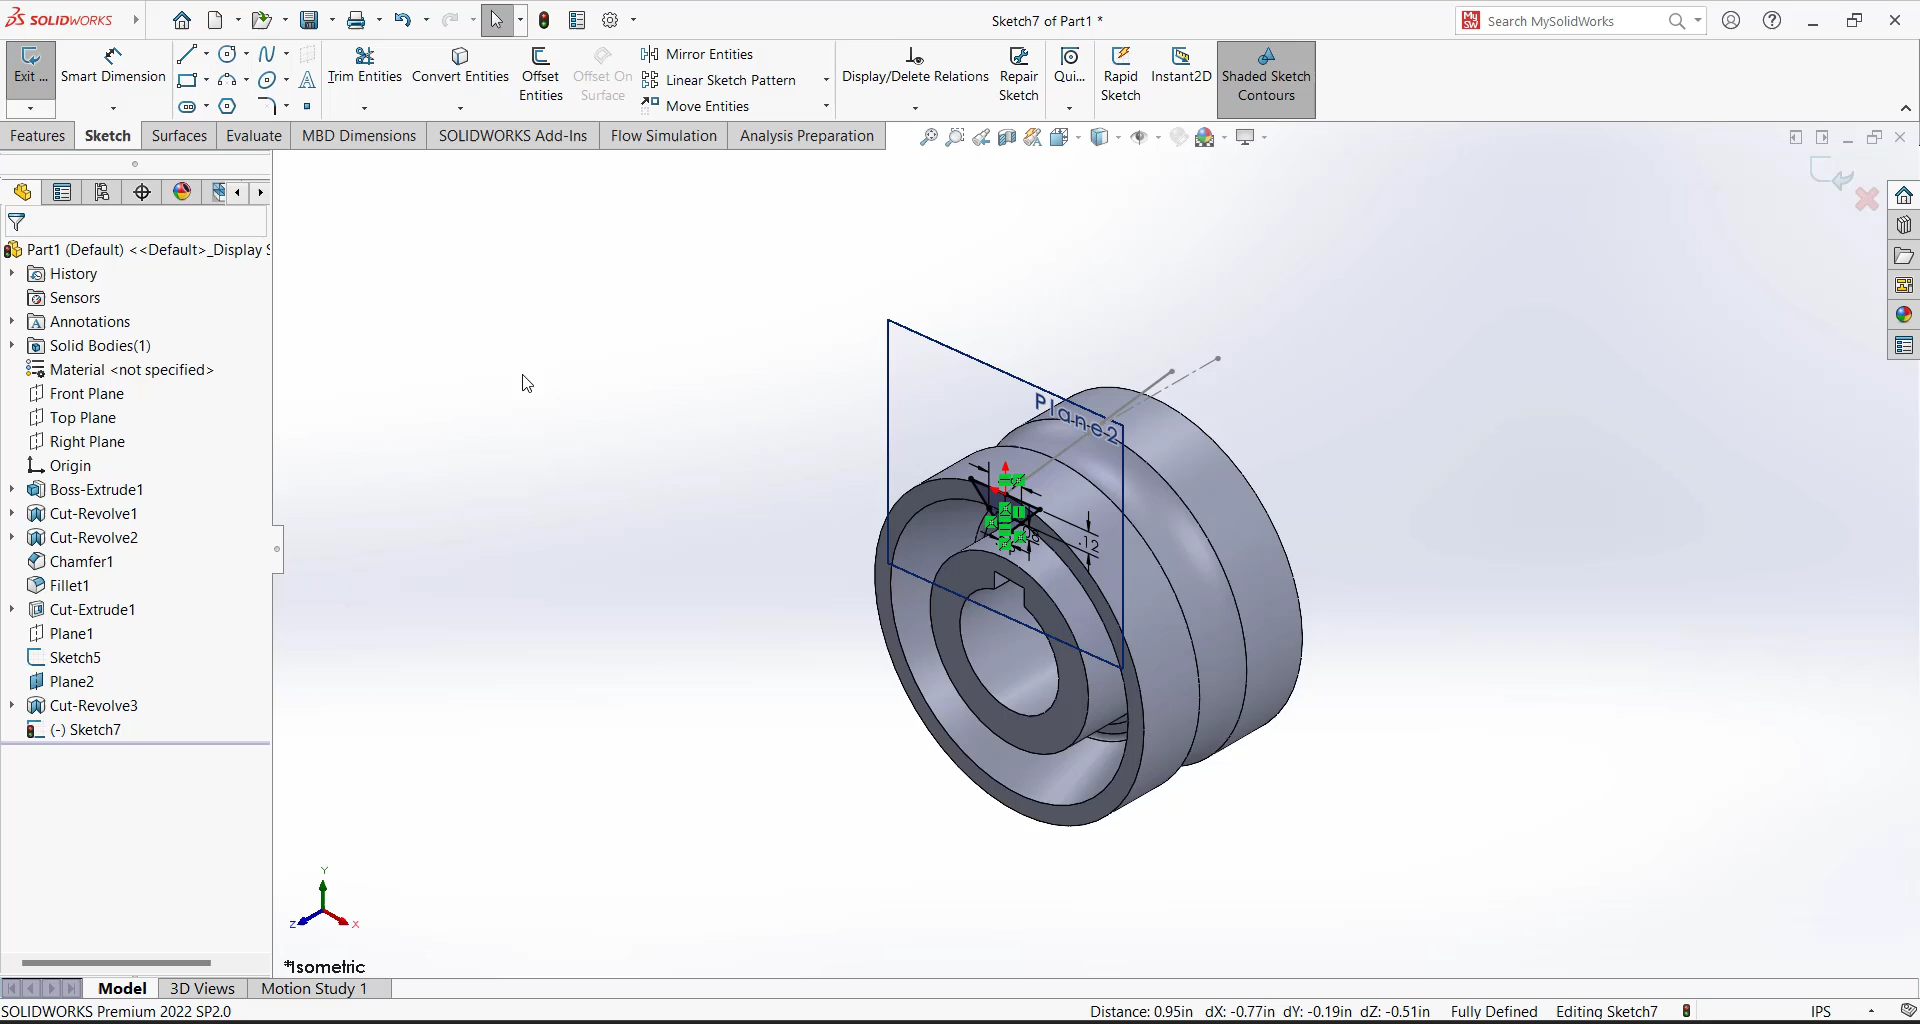 SOLIDWORKS
Sketch7 of Part1 *
Search MySolidWorks
Exit ...
Smart Dimension
Trim Entities
Convert Entities
Offset Entities
Offset On Surface
Mirror Entities
Linear Sketch Pattern
Move Entities
Display/Delete Relations
Repair Sketch
Qui...
Rapid Sketch
Instant2D
Shaded Sketch Contours
Features
Sketch
Surfaces
Evaluate
MBD Dimensions
SOLIDWORKS Add-Ins
Flow Simulation
Analysis Preparation
Part1 (Default) <<Default>_Display S
History
Sensors
Annotations
Solid Bodies(1)
Material <not specified>
Front Plane
Top Plane
Right Plane
Origin
Boss-Extrude1
Cut-Revolve1
Cut-Revolve2
Chamfer1
Fillet1
Cut-Extrude1
Plane1
Sketch5
Plane2
Cut-Revolve3
(-) Sketch7
Plane2
.12
Y
Z
X
*Isometric
Model
3D Views
Motion Study 1
SOLIDWORKS Premium 2022 SP2.0
Distance: 0.95in dX: -0.77in dY: -0.19in dZ: -0.51in
Fully Defined
Editing Sketch7
IPS